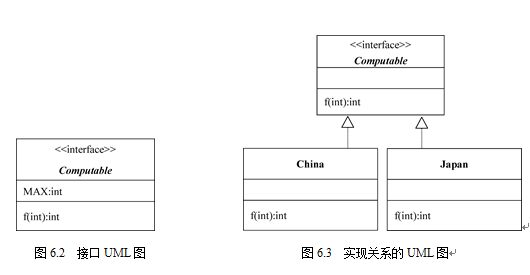 <<interface>>
Computable
MAX:int
f(int):int
图 6.2 接口 UML 图
<<interface>>
Computable
f(int):int
China
f(int):int
Japan
f(int):int
图 6.3 实现关系的 UML 图